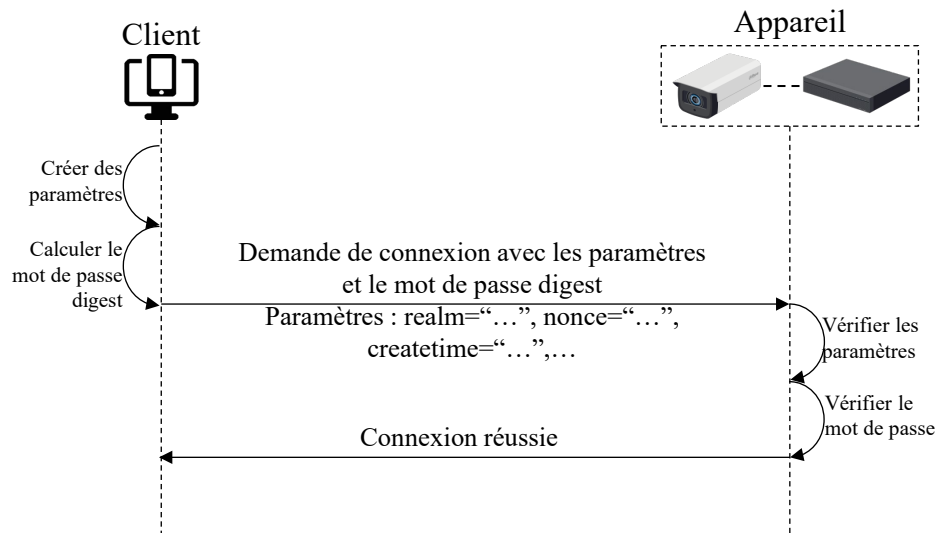 Client
Appareil
Créer des
paramètres
Calculer le
mot de passe
digest
Demande de connexion avec les paramètres
et le mot de passe digest
Paramètres : realm=“…”, nonce=“…”,
createtime=“…”,…
Vérifier les
paramètres
Vérifier le
mot de passe
Connexion réussie